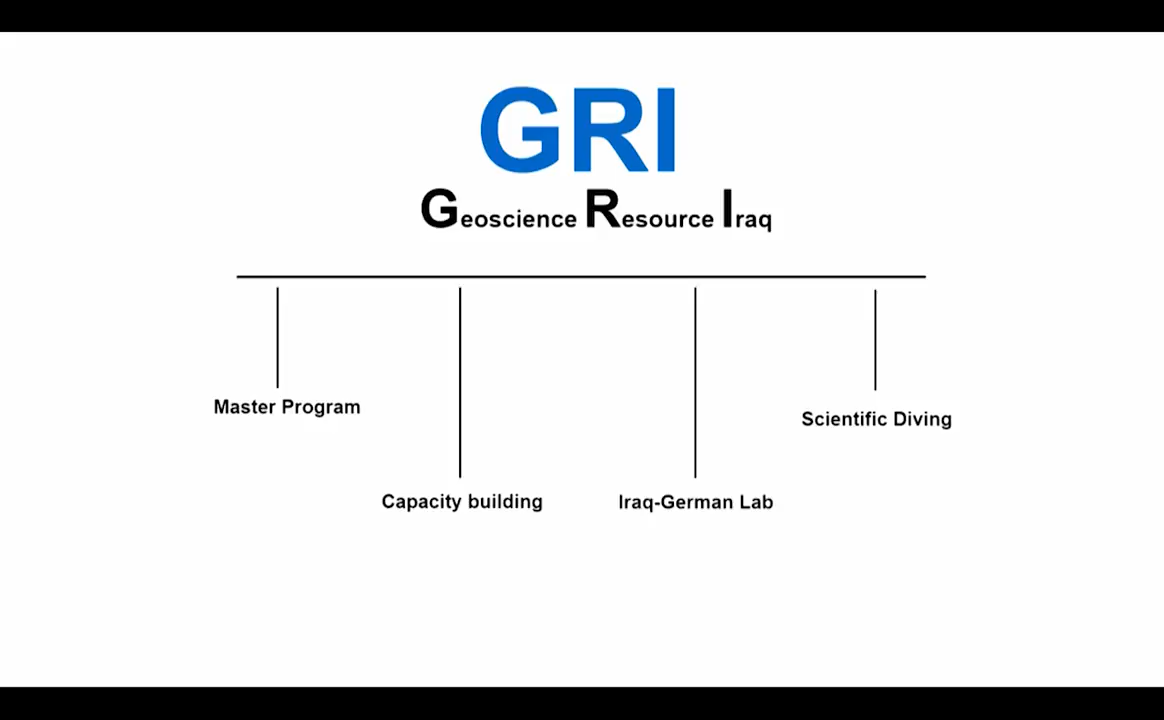 GRI
Geoscience Resource Iraq
Master Program
Scientific Diving
Capacity building
Iraq-German Lab